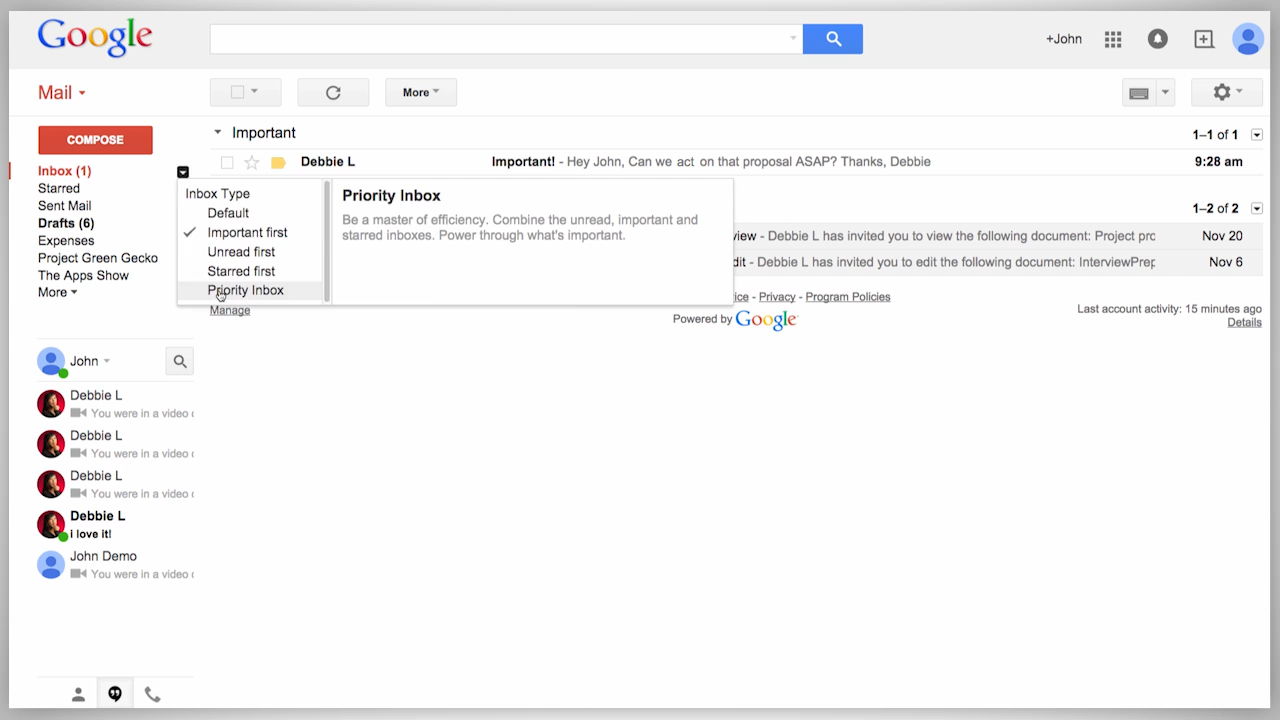 Google
+John
Mail
More
COMPOSE
Important
1–1 of 1
Inbox (1)
Debbie L
Important! - Hey John, Can we act on that proposal ASAP? Thanks, Debbie
9:28 am
Starred
Sent Mail
Drafts (6)
Expenses
Project Green Gecko
The Apps Show
More
Inbox Type
Default
Important first
Unread first
Starred first
Priority Inbox
Priority Inbox
Be a master of efficiency. Combine the unread, important and
starred inboxes. Power through what's important.
1–2 of 2
- Debbie L has invited you to view the following document: Project
Nov 20
- Debbie L has invited you to edit the following document:
Nov 6
Manage
- Privacy - Program Policies
Powered by Google
Last account activity: 15 minutes ago
Details
John
Debbie L
You were in a video
Debbie L
You were in a video
Debbie L
You were in a video
Debbie L
i love it!
John Demo
You were in a video